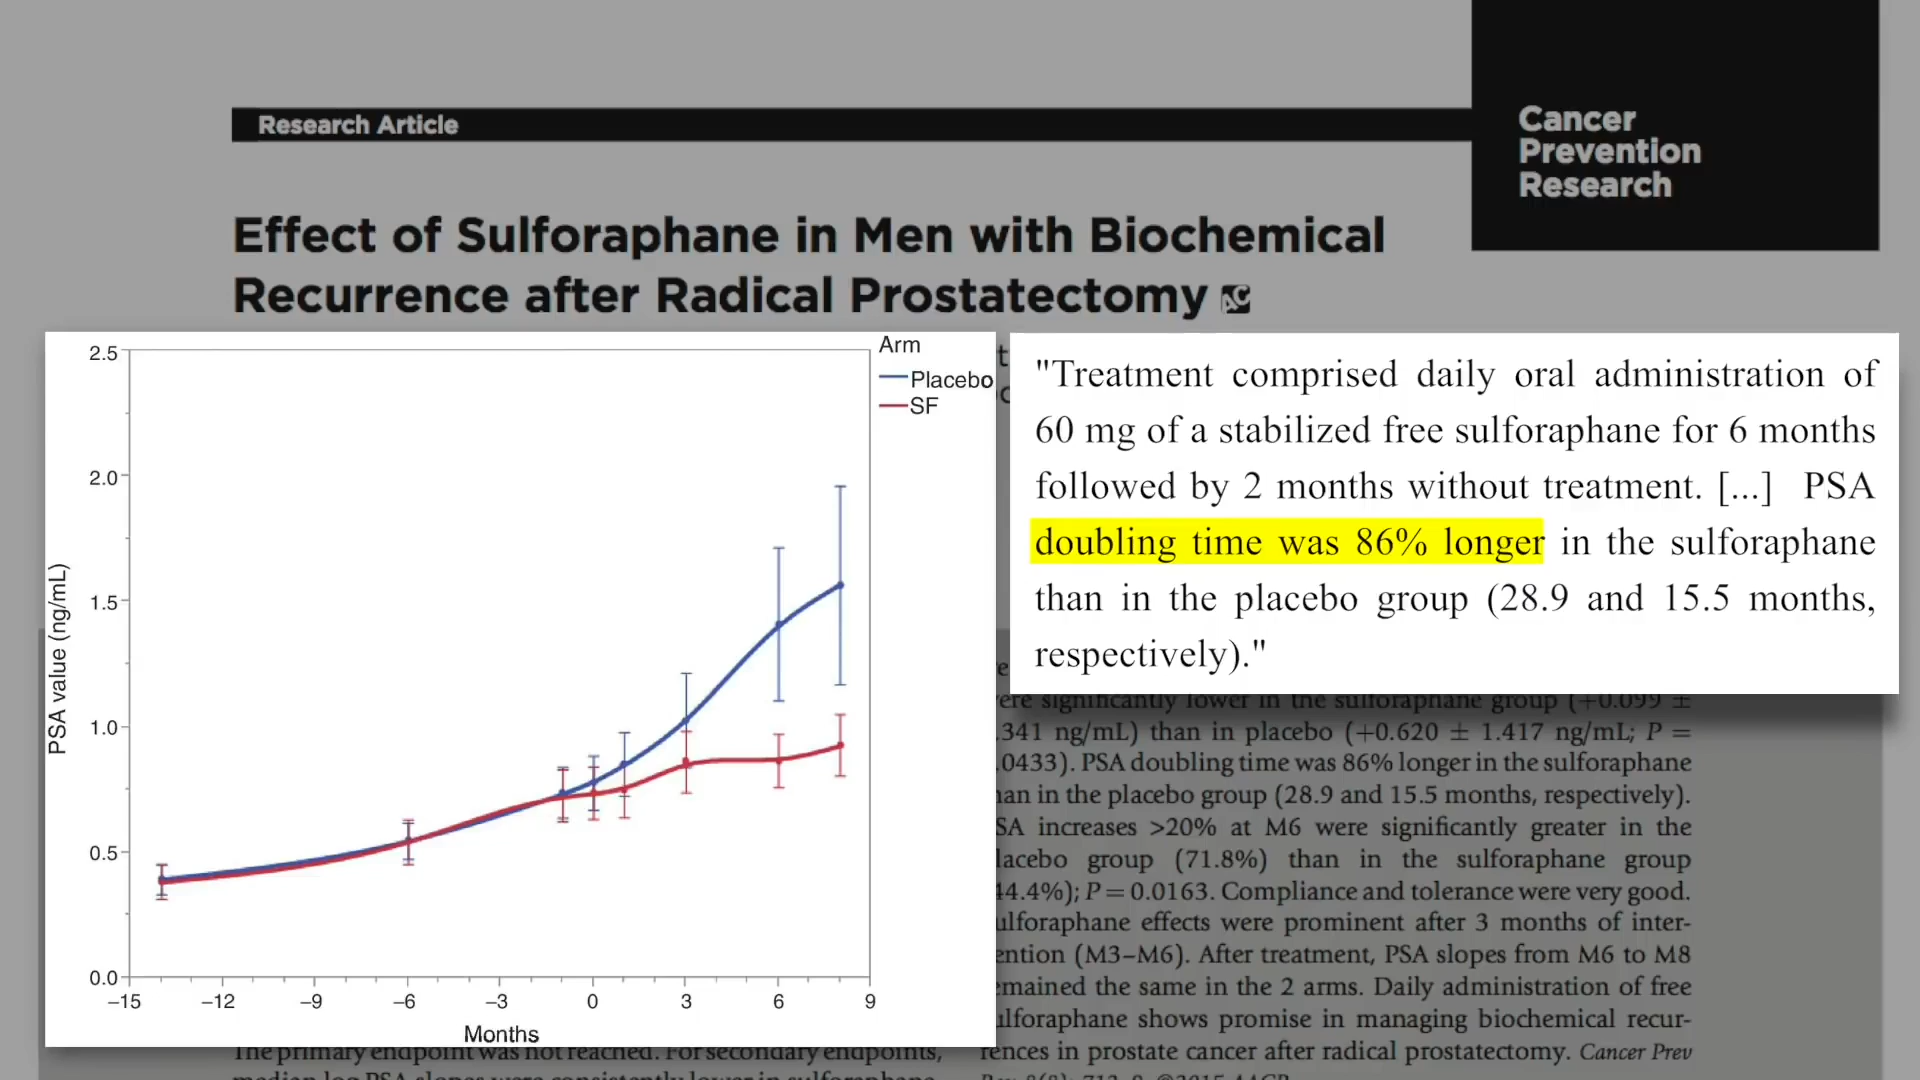 Research Article
Cancer
Prevention
Research
Effect of Sulforaphane in Men with Biochemical
Recurrence after Radical Prostatectomy
AC
Arm
Placebo
SF
2.5
2.0
1.5
1.0
0.5
0.0
PSA value (ng/mL)
−15 −12 −9 −6 −3 0 3 6 9
Months
"Treatment comprised daily oral administration of
60 mg of a stabilized free sulforaphane for 6 months
followed by 2 months without treatment. [...] PSA
doubling time was 86% longer in the sulforaphane
than in the placebo group (28.9 and 15.5 months,
respectively)."
significantly lower in the sulforaphane group (+0.099 ±
.341 ng/mL) than in placebo (+0.620 ± 1.417 ng/mL; P =
.0433). PSA doubling time was 86% longer in the sulforaphane
in the placebo group (28.9 and 15.5 months, respectively).
increases >20% at M6 were significantly greater in the
group (71.8%) than in the sulforaphane group
44.4%); P = 0.0163. Compliance and tolerance were very good.
effects were prominent after 3 months of inter-
(M3–M6). After treatment, PSA slopes from M6 to M8
the same in the 2 arms. Daily administration of free
shows promise in managing biochemical recur-
The primary endpoint was not reached. For secondary endpoints,
rences in prostate cancer after radical prostatectomy. Cancer Prev